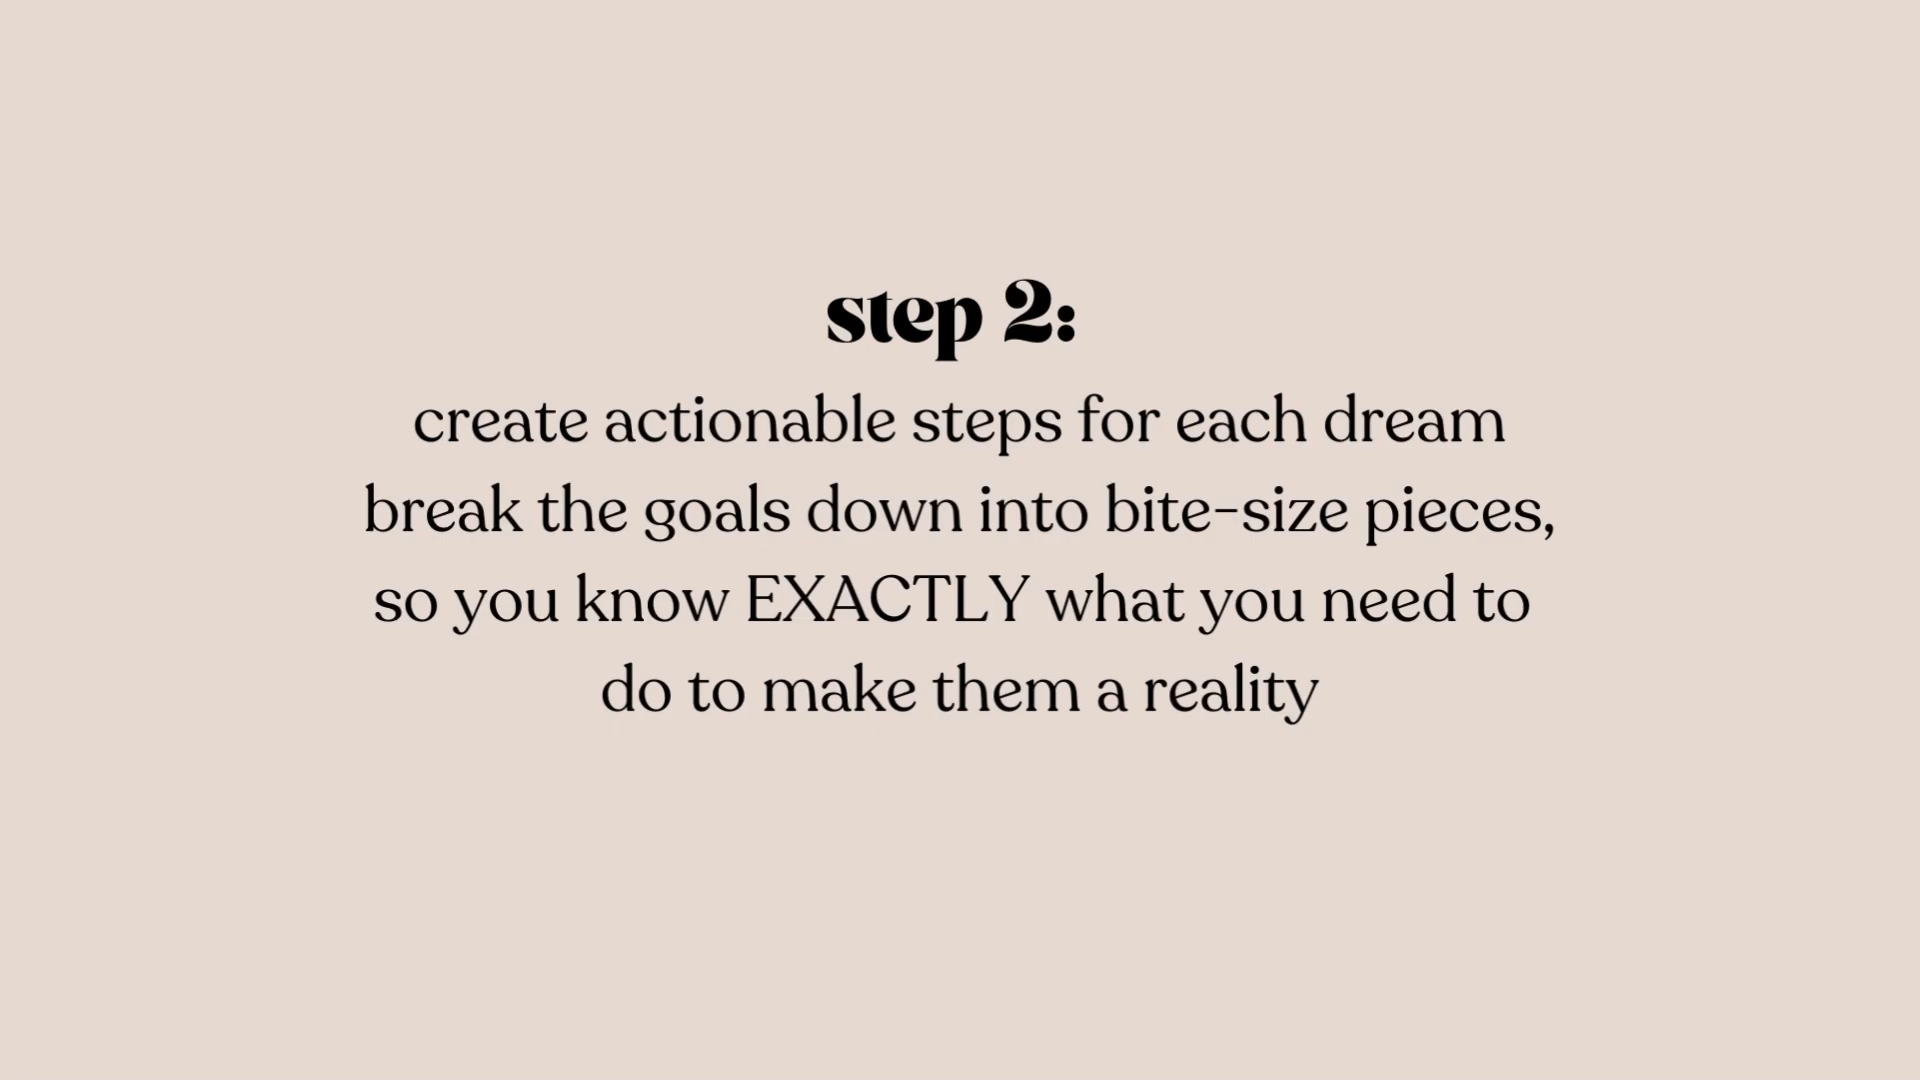 step 2:
create actionable steps for each dream
break the goals down into bite-size pieces,
so you know EXACTLY what you need to
do to make them a reality